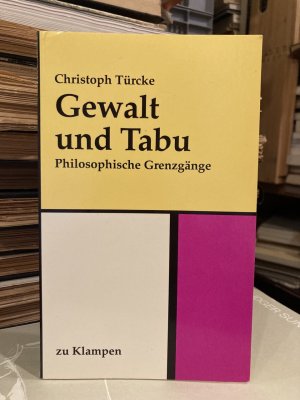 Christoph Türcke
Gewalt
und Tabu
Philosophische Grenzgänge
zu Klampen